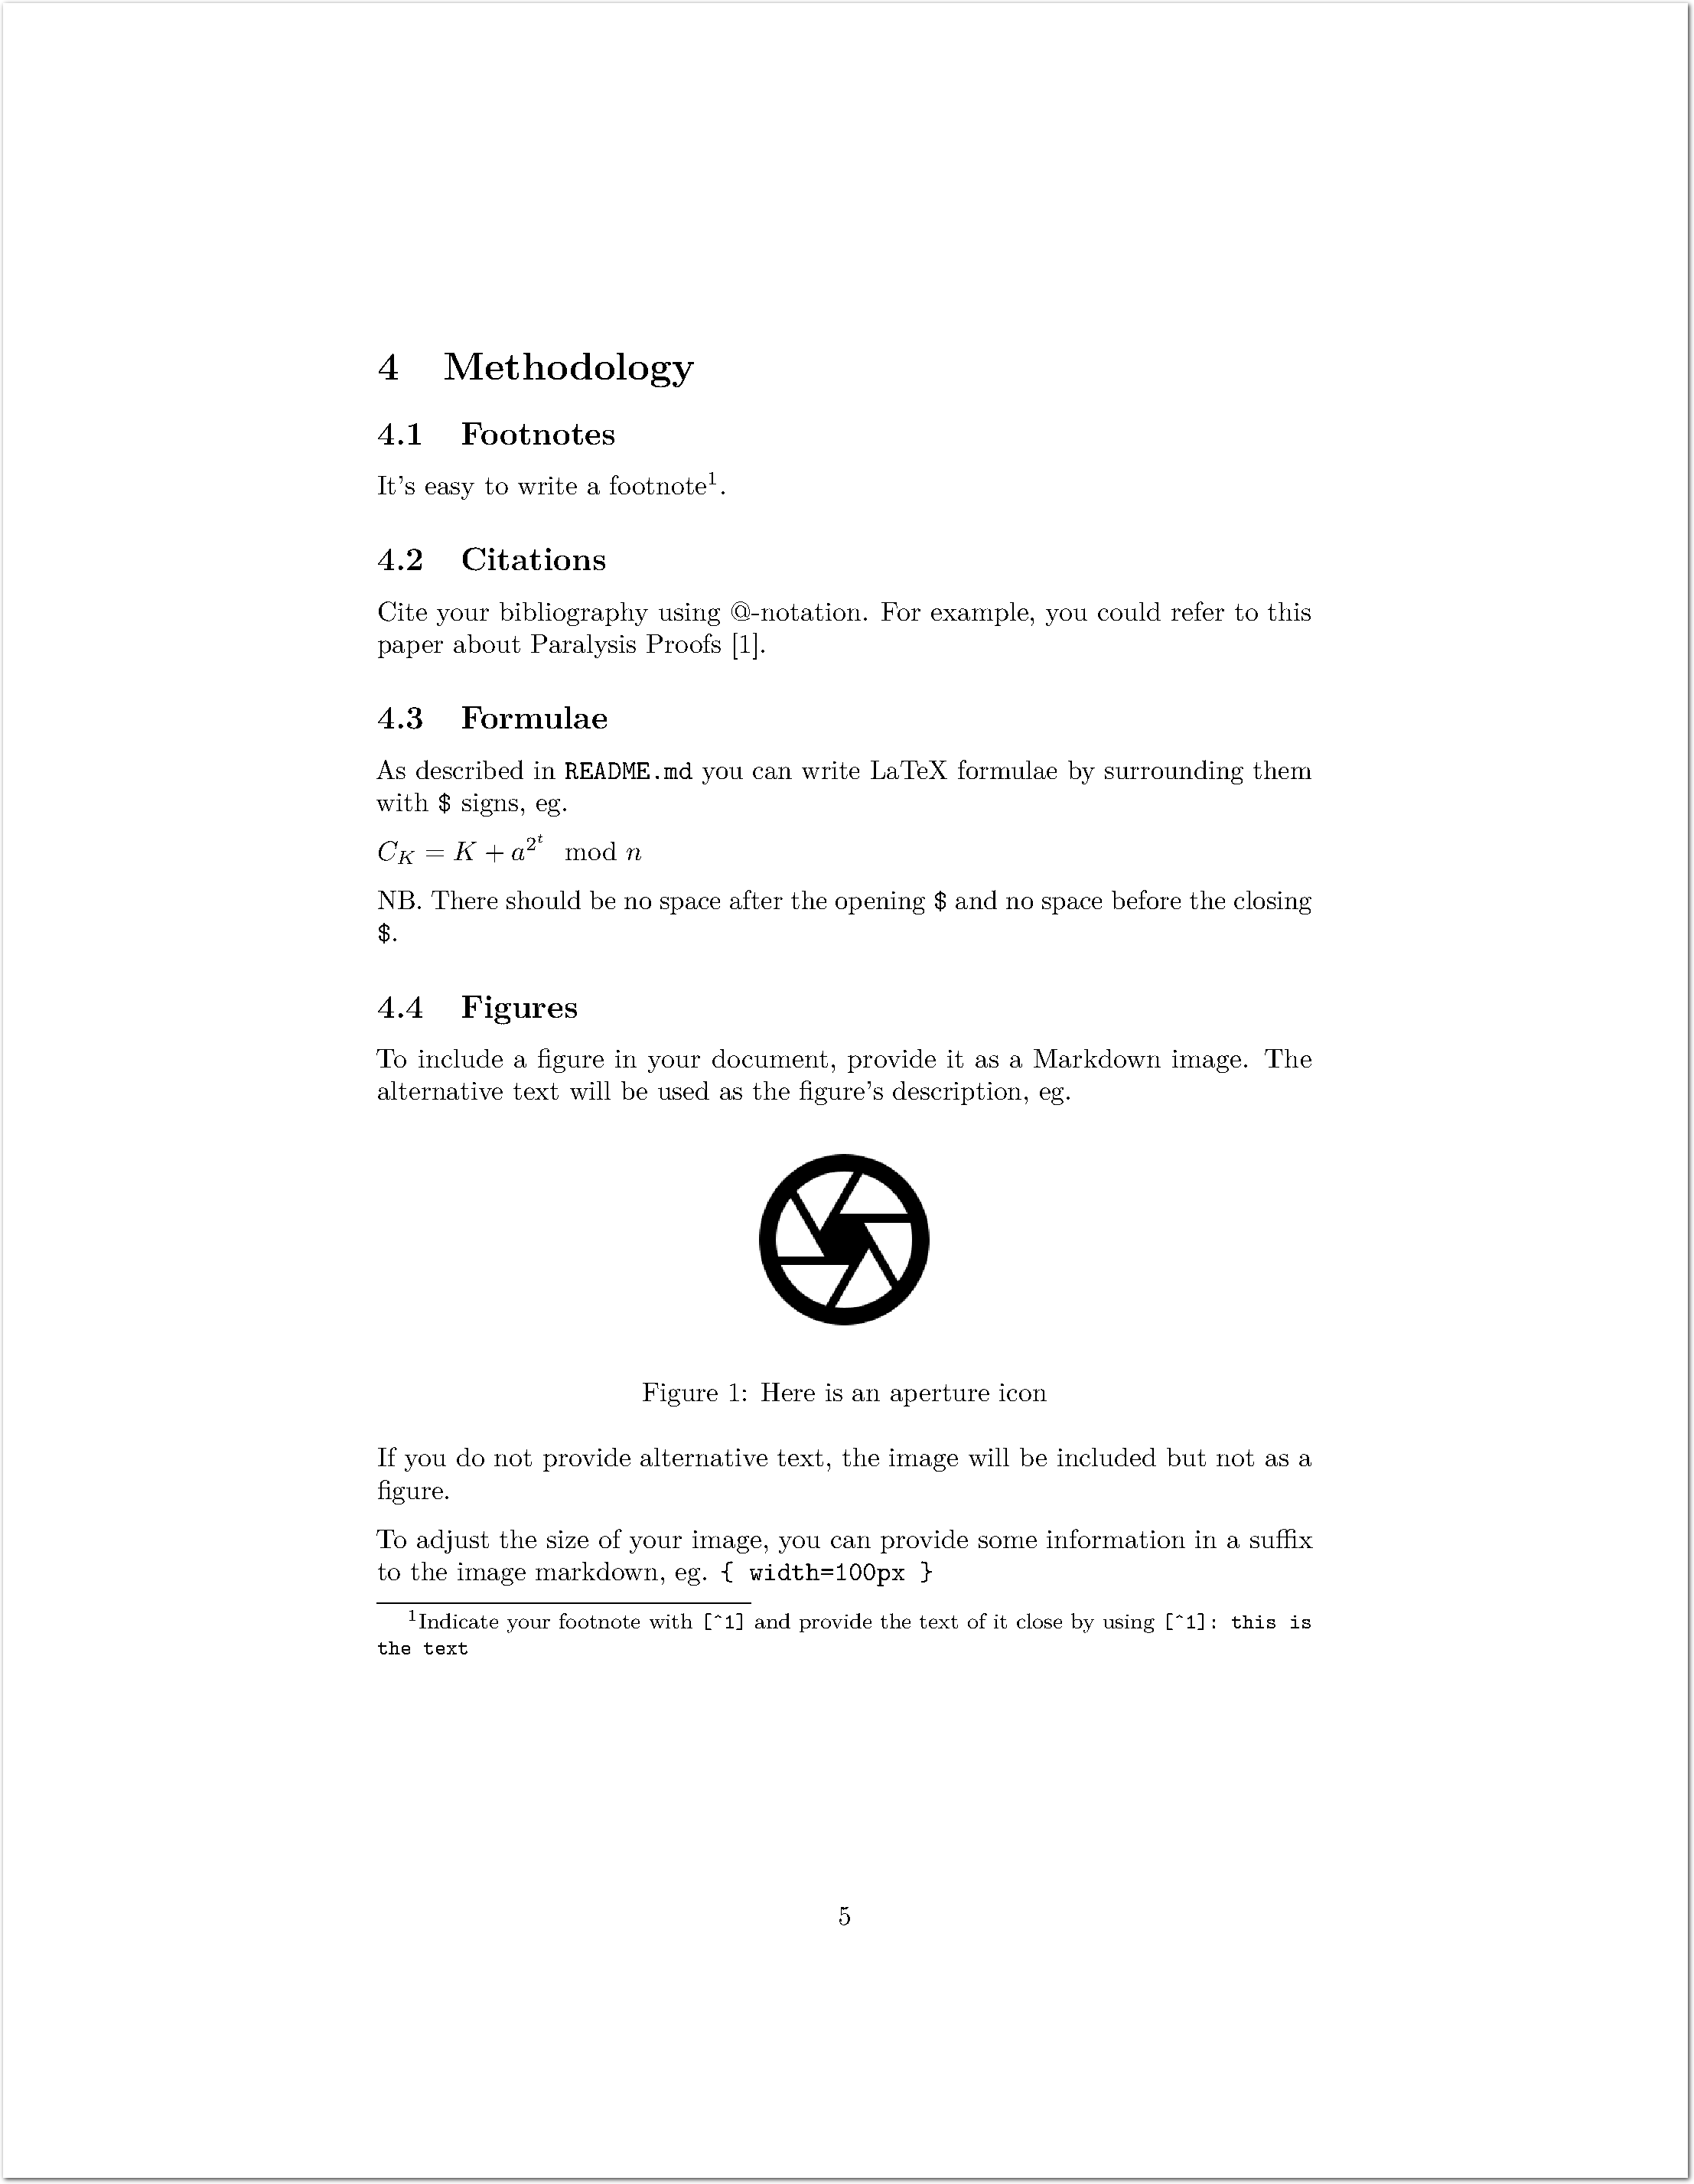 4 Methodology
4.1 Footnotes
It's easy to write a footnote¹.
4.2 Citations
Cite your bibliography using @-notation. For example, you could refer to this
paper about Paralysis Proofs [1].
4.3 Formulae
As described in README.md you can write LaTeX formulae by surrounding them
with $ signs, eg.
$C_K = K + a^{2^t} \mod n$
NB. There should be no space after the opening $ and no space before the closing
$.
4.4 Figures
To include a figure in your document, provide it as a Markdown image. The
alternative text will be used as the figure's description, eg.
Figure 1: Here is an aperture icon
If you do not provide alternative text, the image will be included but not as a
figure.
To adjust the size of your image, you can provide some information in a suffix
to the image markdown, eg. { width=100px }
¹Indicate your footnote with [^1] and provide the text of it close by using [^1]: this is
the text
5